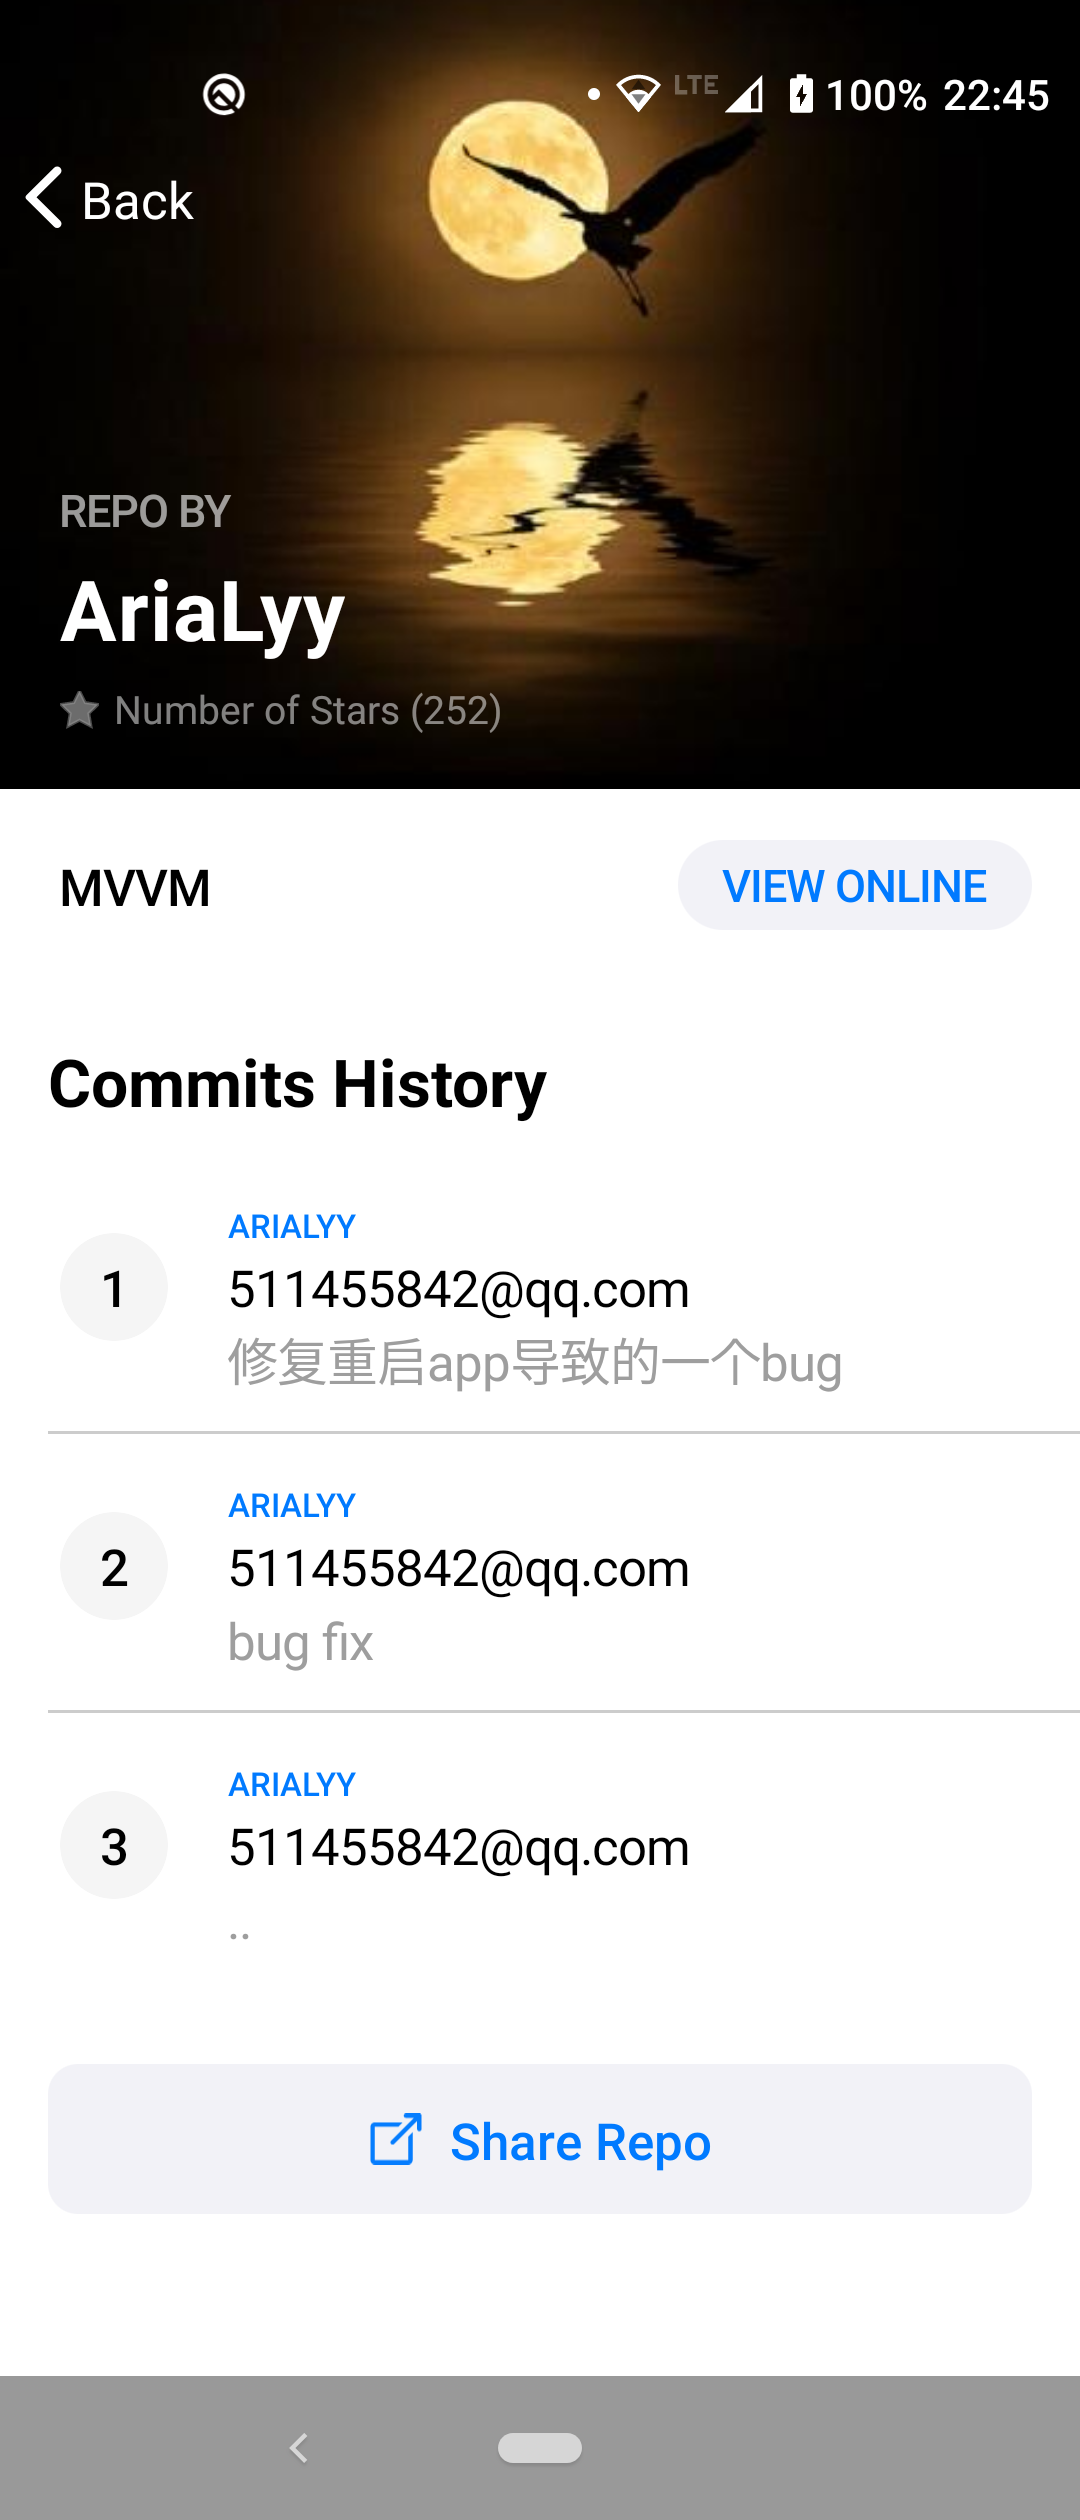 LTE 100% 22:45
Back
REPO BY
AriaLyy
Number of Stars (252)
MVVM
VIEW ONLINE
Commits History
1
ARIALYY
511455842@qq.com
修复重启app导致的一个bug
2
ARIALYY
511455842@qq.com
bug fix
3
ARIALYY
511455842@qq.com
..
Share Repo